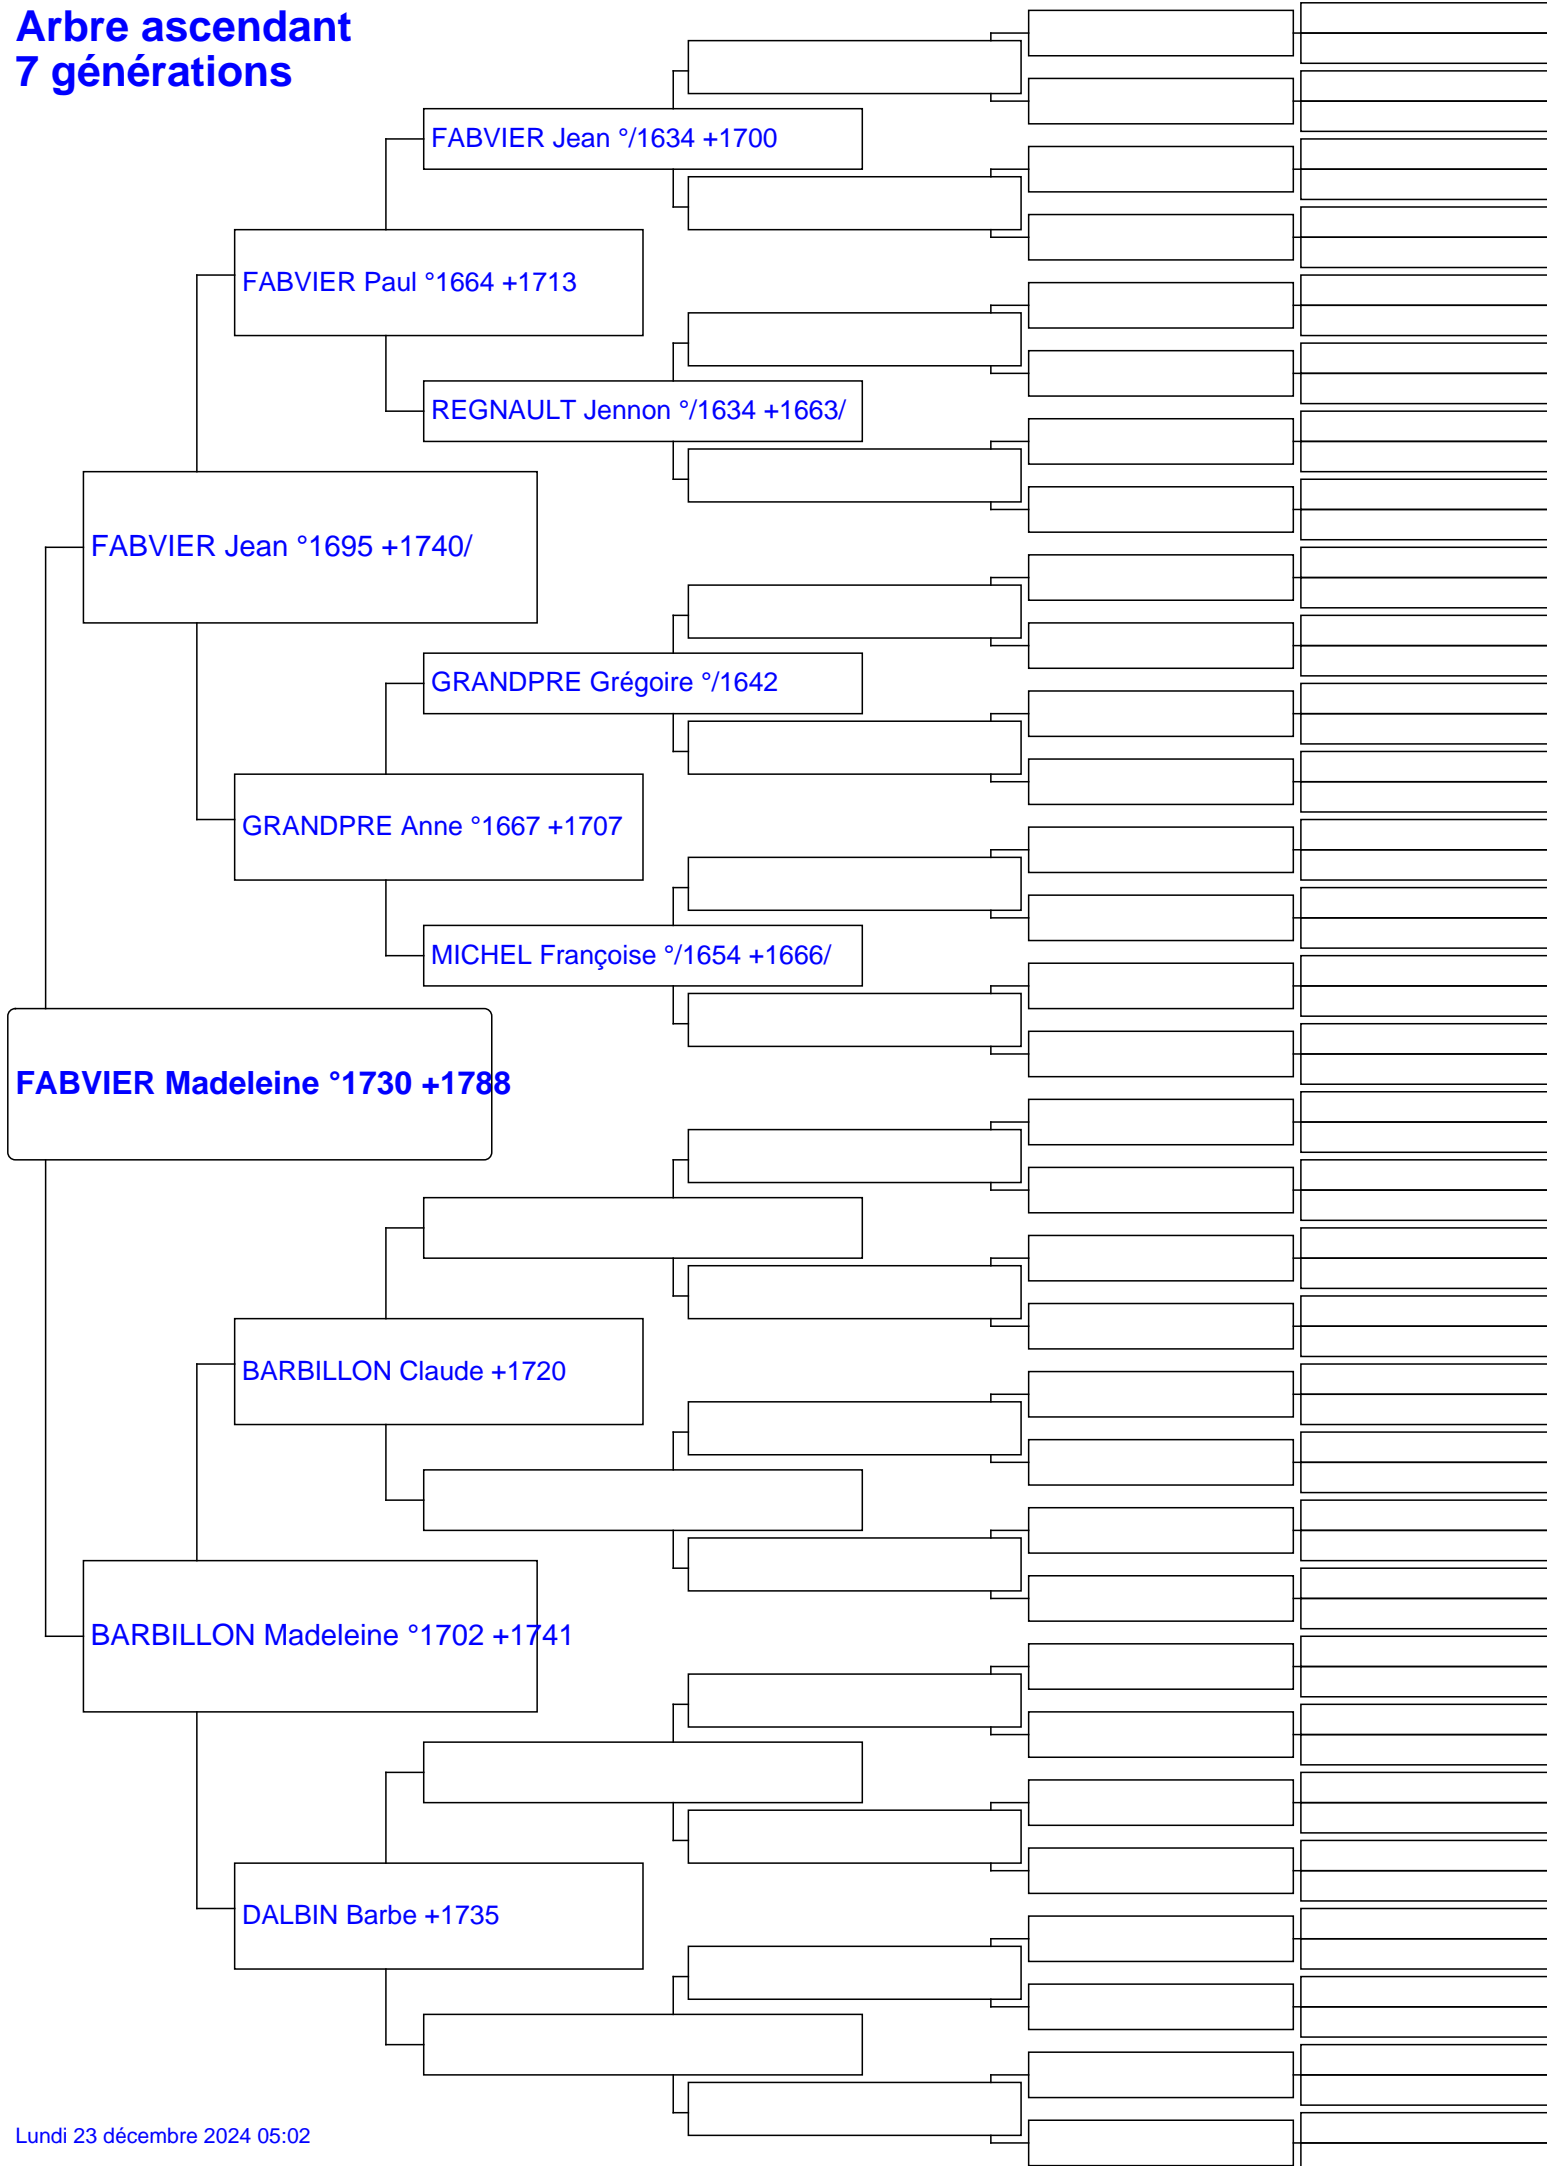 Arbre ascendant
7 générations
FABVIER Jean °/1634 +1700
FABVIER Paul °1664 +1713
REGNAULT Jennon °/1634 +1663/
FABVIER Jean °1695 +1740/
GRANDPRE Grégoire °/1642
GRANDPRE Anne °1667 +1707
MICHEL Françoise °/1654 +1666/
FABVIER Madeleine °1730 +1788
BARBILLON Claude +1720
BARBILLON Madeleine °1702 +1741
DALBIN Barbe +1735
Lundi 23 décembre 2024 05:02